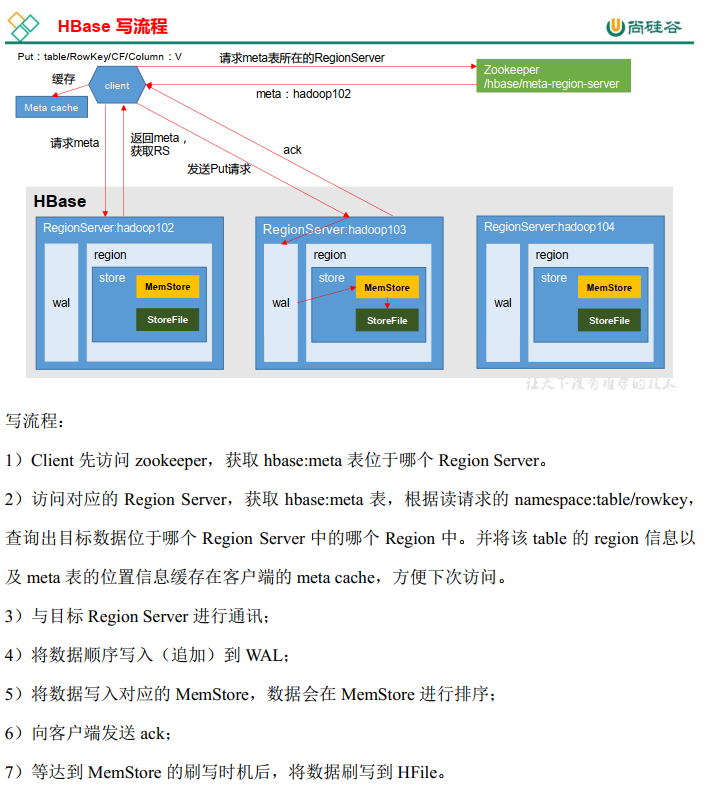 HBase 写流程
尚硅谷
Put：table/RowKey/CF/Column：V
请求meta表所在的RegionServer
Zookeeper
/hbase/meta-region-server
缓存
client
meta：hadoop102
Meta cache
请求meta
返回meta，
获取RS
ack
发送Put请求
HBase
RegionServer:hadoop102
wal
region
store
MemStore
StoreFile
RegionServer:hadoop103
wal
region
store
MemStore
StoreFile
RegionServer:hadoop104
wal
region
store
MemStore
StoreFile
让天下没有难学的技术
写流程：
1）Client 先访问 zookeeper，获取 hbase:meta 表位于哪个 Region Server。
2）访问对应的 Region Server，获取 hbase:meta 表，根据读请求的 namespace:table/rowkey，
查询出目标数据位于哪个 Region Server 中的哪个 Region 中。并将该 table 的 region 信息以
及 meta 表的位置信息缓存在客户端的 meta cache，方便下次访问。
3）与目标 Region Server 进行通讯；
4）将数据顺序写入（追加）到 WAL；
5）将数据写入对应的 MemStore，数据会在 MemStore 进行排序；
6）向客户端发送 ack；
7）等达到 MemStore 的刷写时机后，将数据刷写到 HFile。